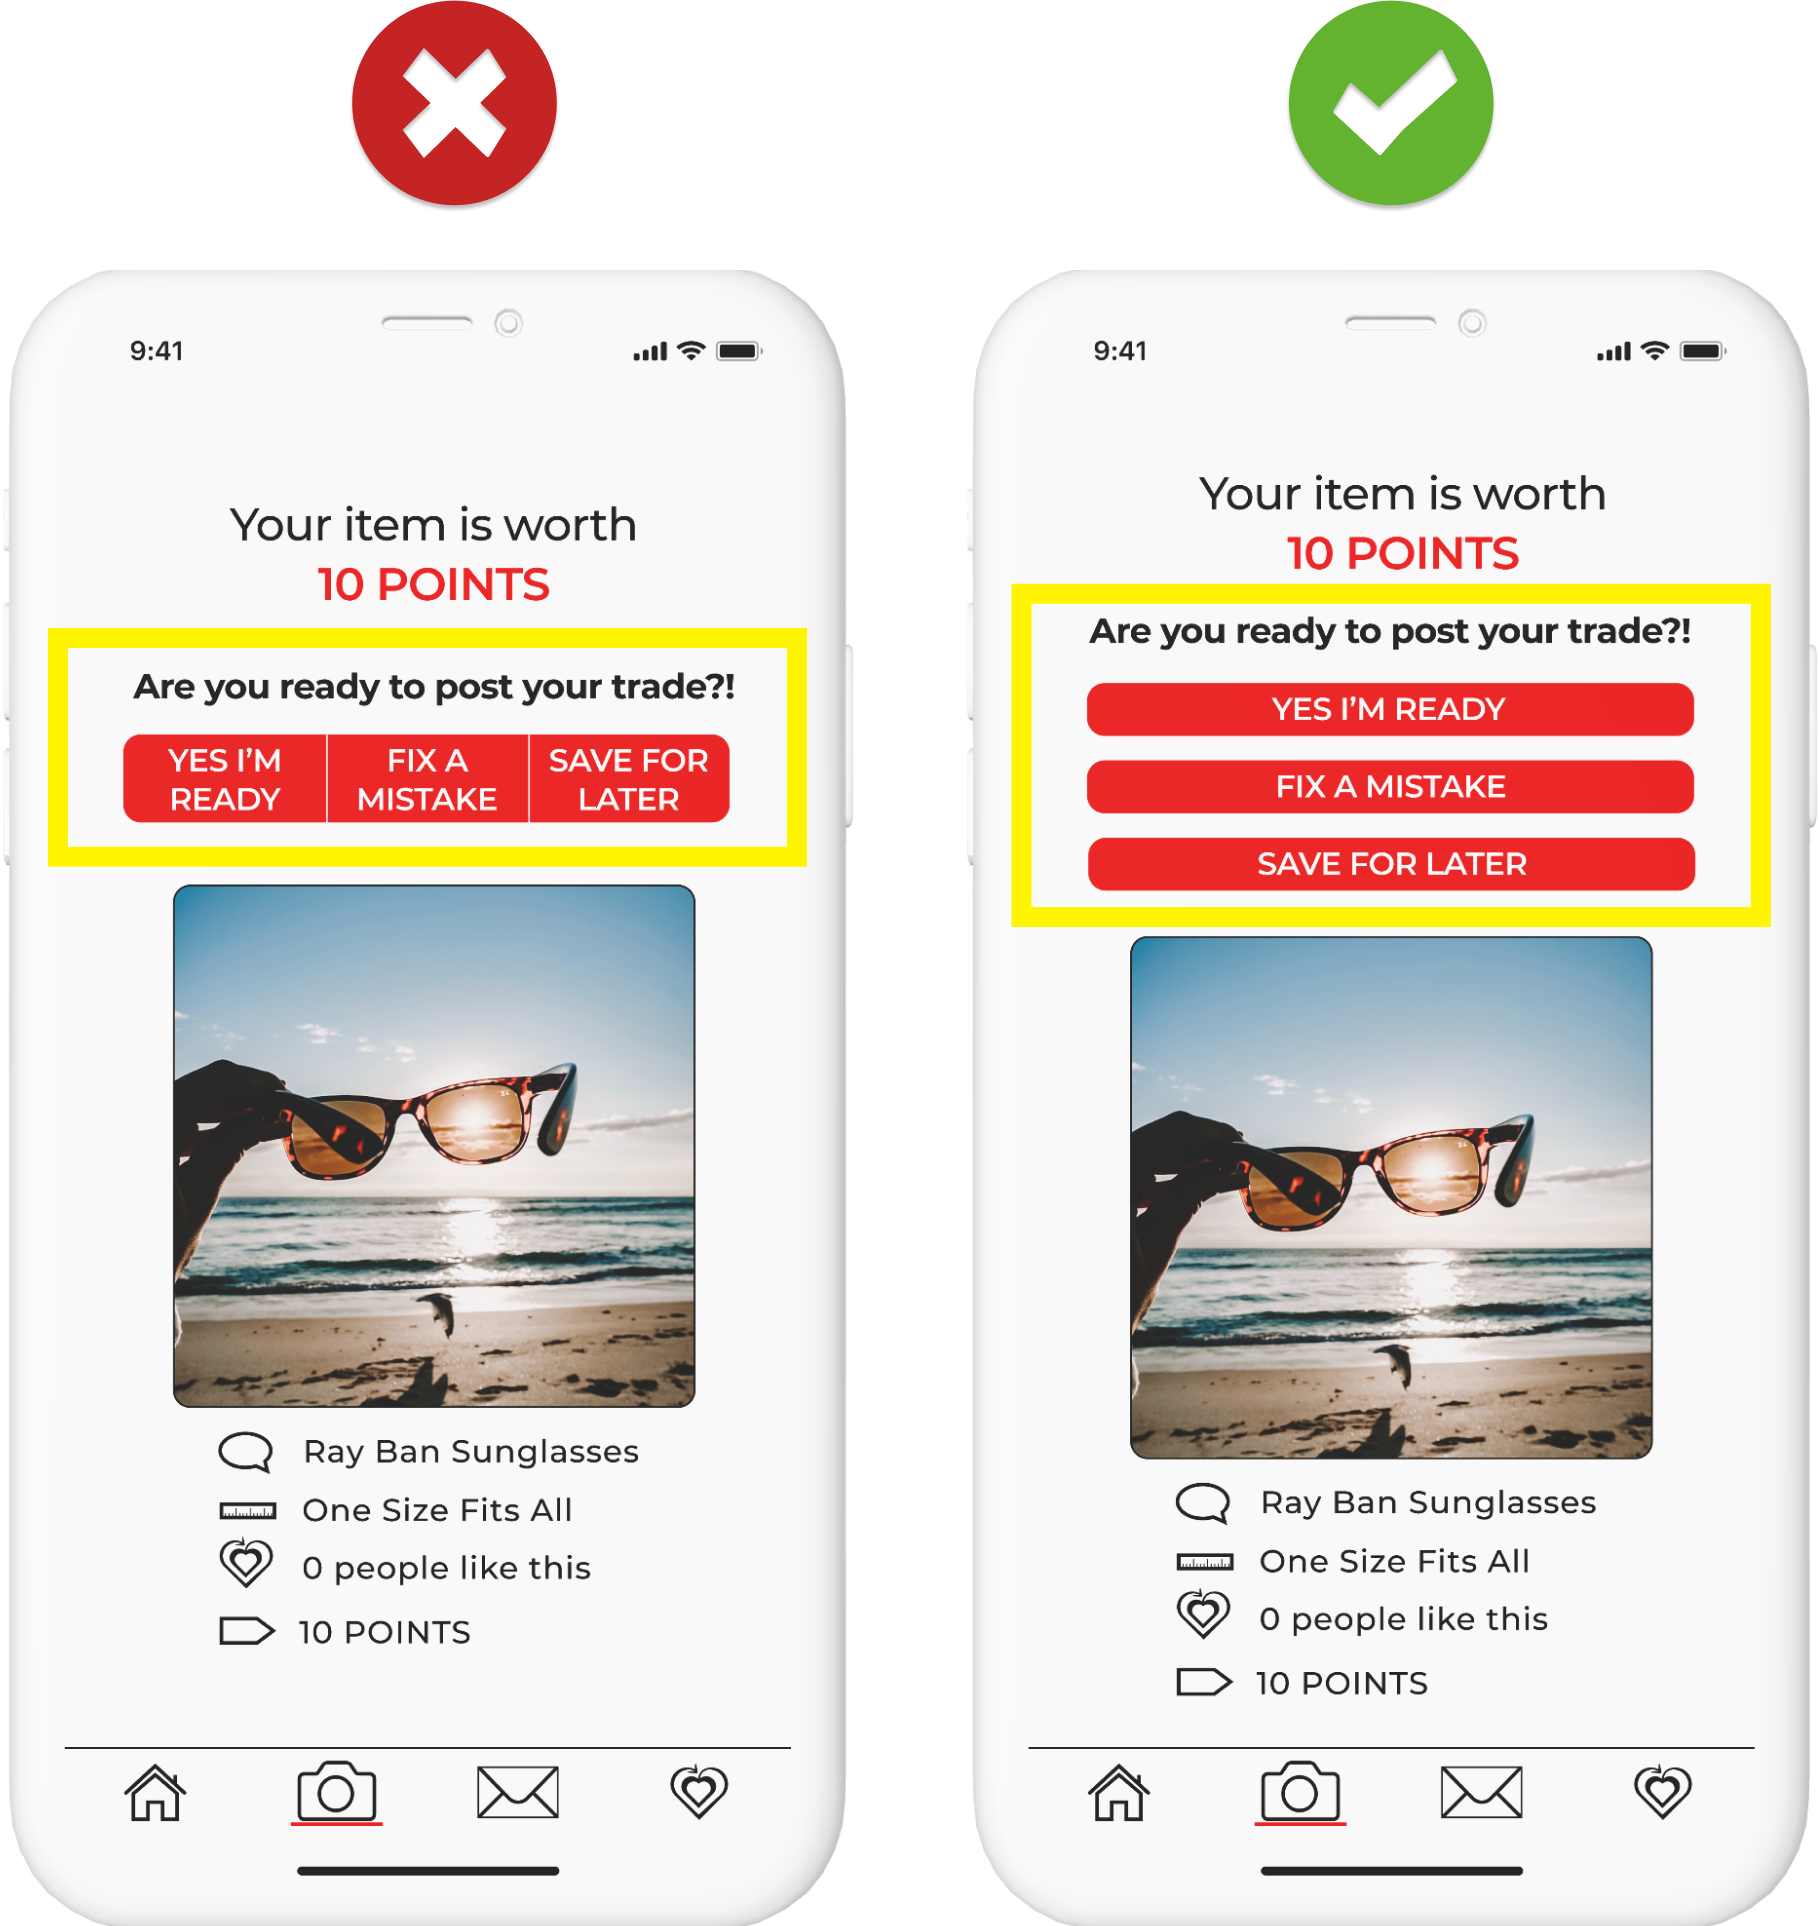 9:41
Your item is worth
10 POINTS
Are you ready to post your trade?!
YES I'M
READY
FIX A
MISTAKE
SAVE FOR
LATER
Ray Ban Sunglasses
One Size Fits All
0 people like this
10 POINTS
9:41
Your item is worth
10 POINTS
Are you ready to post your trade?!
YES I'M READY
FIX A MISTAKE
SAVE FOR LATER
Ray Ban Sunglasses
One Size Fits All
0 people like this
10 POINTS